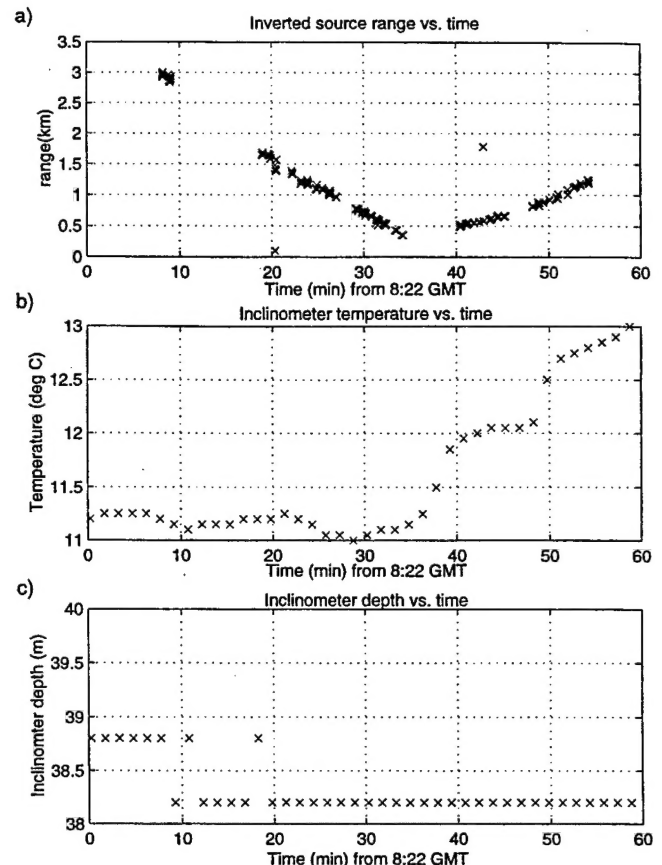 a)
Inverted source range vs. time
3.5
3
2.5
2
1.5
1
0.5
0
range(km)
0 10 20 30 40 50 60
Time (min) from 8:22 GMT
b)
Inclinometer temperature vs. time
13
12.5
12
11.5
11
Temperature (deg C)
0 10 20 30 40 50 60
Time (min) from 8:22 GMT
c)
Inclinometer depth vs. time
40
39.5
39
38.5
38
Inclinomter depth (m)
0 10 20 30 40 50 60
Time (min) from 8:22 GMT